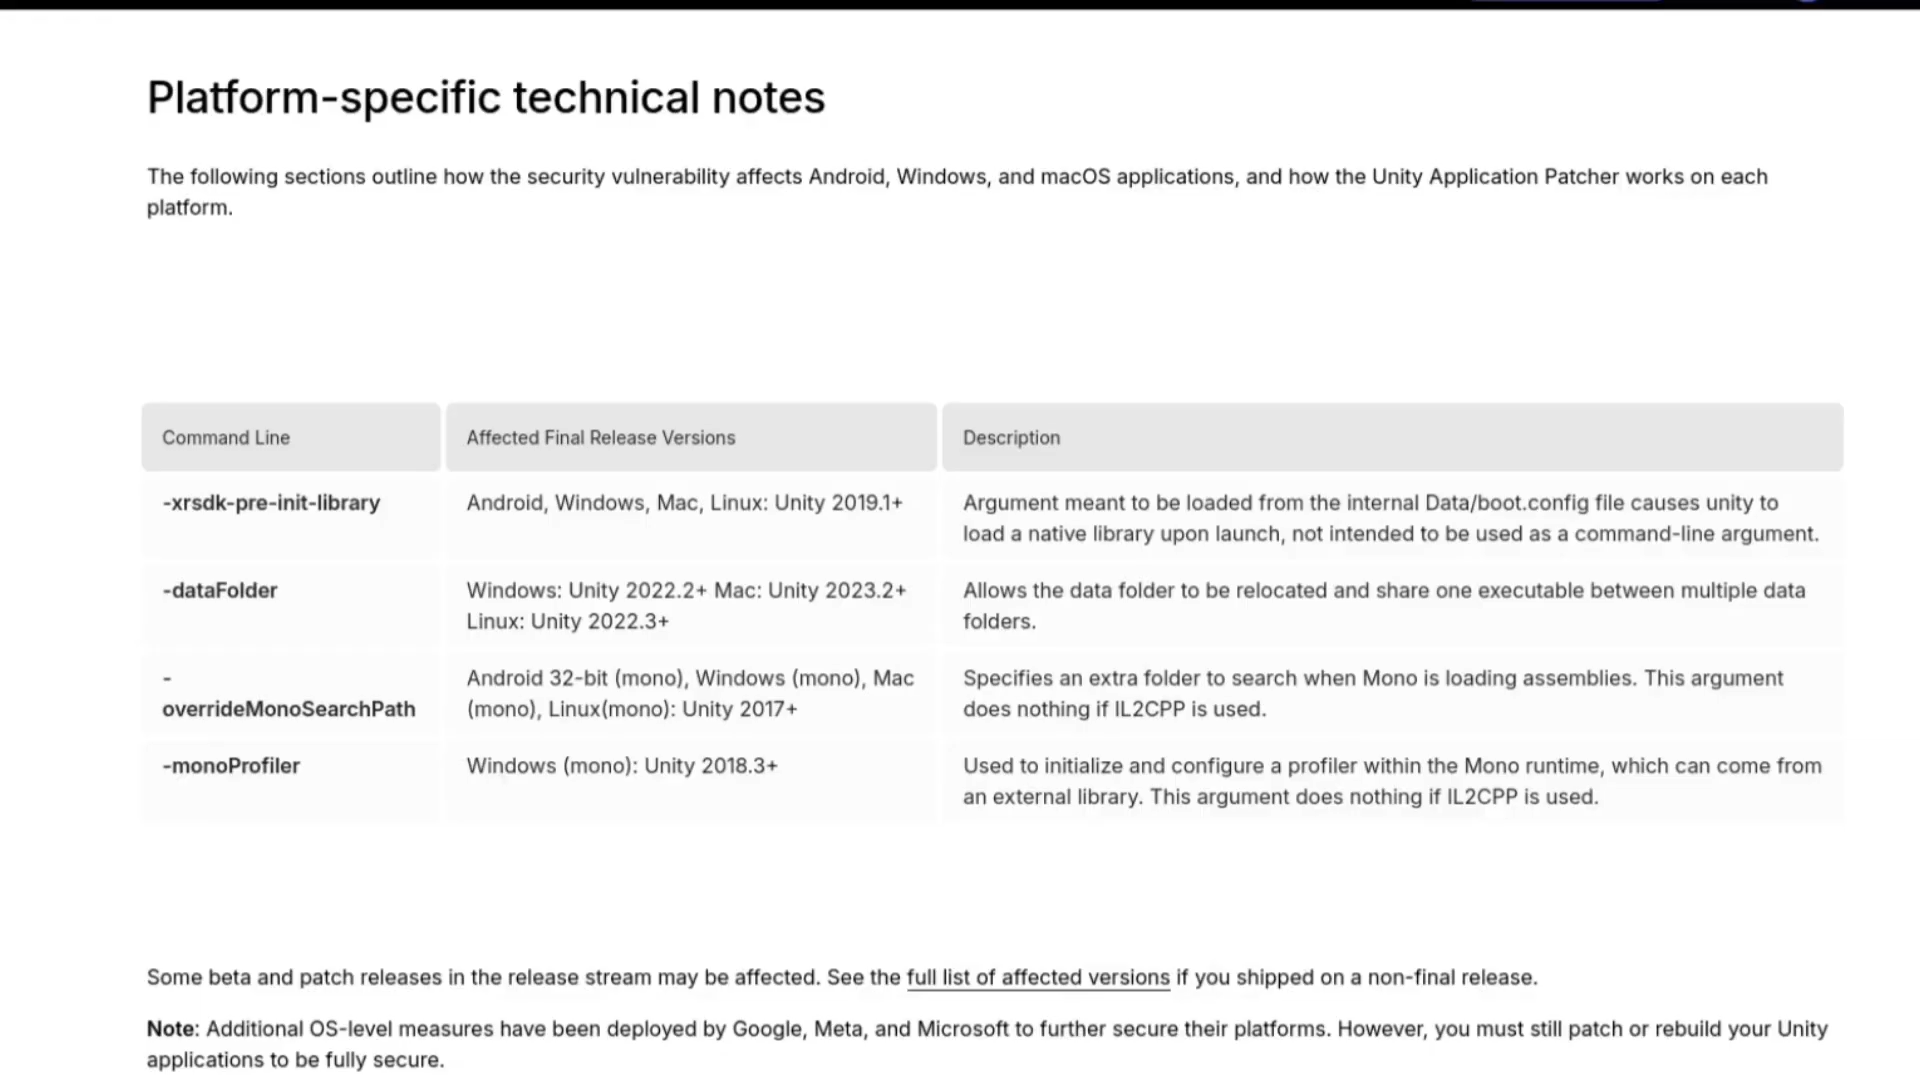 Platform-specific technical notes
The following sections outline how the security vulnerability affects Android, Windows, and macOS applications, and how the Unity Application Patcher works on each
platform.
Command Line
Affected Final Release Versions
Description
-xrsdk-pre-init-library
Android, Windows, Mac, Linux: Unity 2019.1+
Argument meant to be loaded from the internal Data/boot.config file causes unity to
load a native library upon launch, not intended to be used as a command-line argument.
-dataFolder
Windows: Unity 2022.2+ Mac: Unity 2023.2+
Linux: Unity 2022.3+
Allows the data folder to be relocated and share one executable between multiple data
folders.
-
overrideMonoSearchPath
Android 32-bit (mono), Windows (mono), Mac
(mono), Linux(mono): Unity 2017+
Specifies an extra folder to search when Mono is loading assemblies. This argument
does nothing if IL2CPP is used.
-monoProfiler
Windows (mono): Unity 2018.3+
Used to initialize and configure a profiler within the Mono runtime, which can come from
an external library. This argument does nothing if IL2CPP is used.
Some beta and patch releases in the release stream may be affected. See the full list of affected versions if you shipped on a non-final release.
Note: Additional OS-level measures have been deployed by Google, Meta, and Microsoft to further secure their platforms. However, you must still patch or rebuild your Unity
applications to be fully secure.